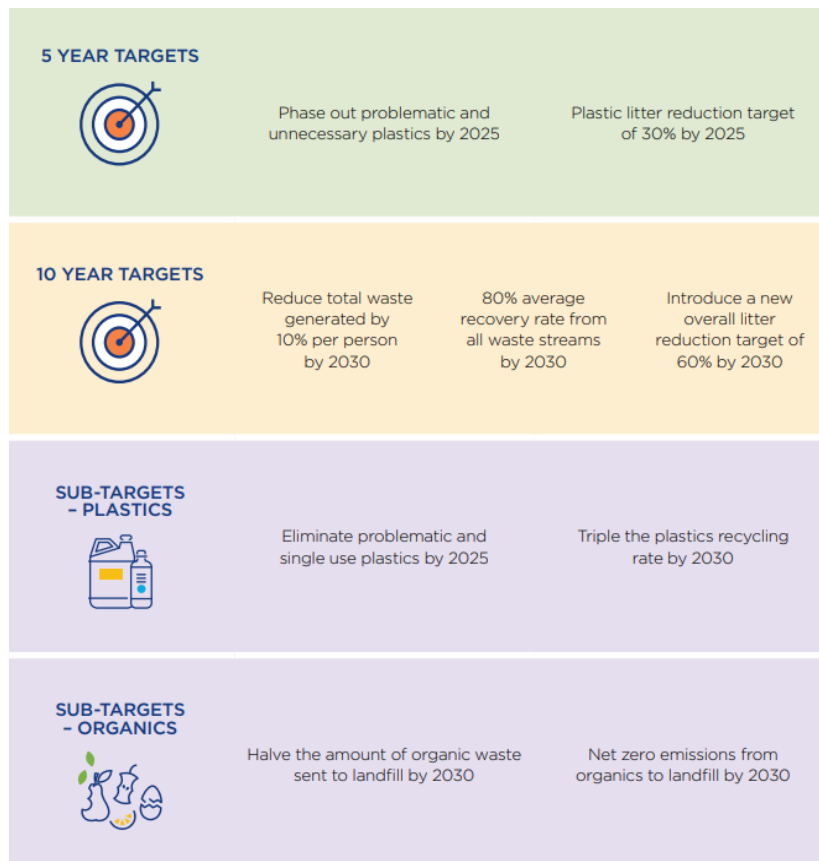 5 YEAR TARGETS
Phase out problematic and
unnecessary plastics by 2025
Plastic litter reduction target
of 30% by 2025
10 YEAR TARGETS
Reduce total waste
generated by
10% per person
by 2030
80% average
recovery rate from
all waste streams
by 2030
Introduce a new
overall litter
reduction target of
60% by 2030
SUB-TARGETS
– PLASTICS
Eliminate problematic and
single use plastics by 2025
Triple the plastics recycling
rate by 2030
SUB-TARGETS
– ORGANICS
Halve the amount of organic waste
sent to landfill by 2030
Net zero emissions from
organics to landfill by 2030